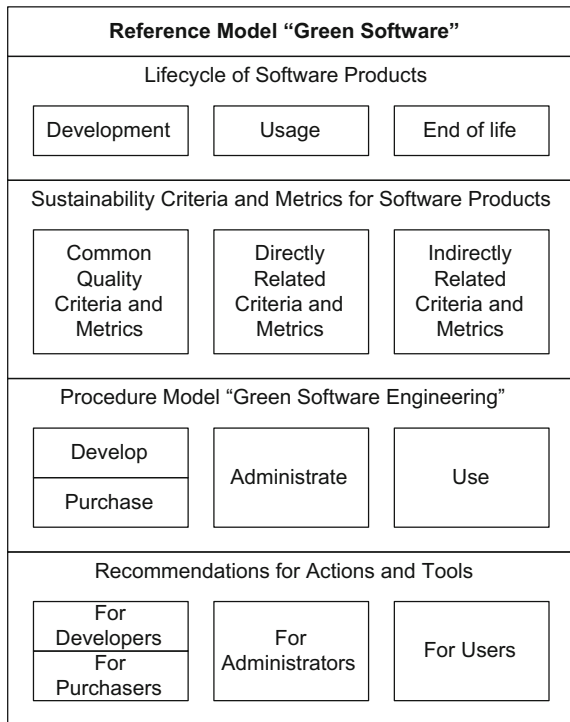 Reference Model “Green Software”
Lifecycle of Software Products
Development
Usage
End of life
Sustainability Criteria and Metrics for Software Products
Common
Quality
Criteria and
Metrics
Directly
Related
Criteria and
Metrics
Indirectly
Related
Criteria and
Metrics
Procedure Model “Green Software Engineering”
Develop
Purchase
Administrate
Use
Recommendations for Actions and Tools
For
Developers
For
Purchasers
For
Administrators
For Users